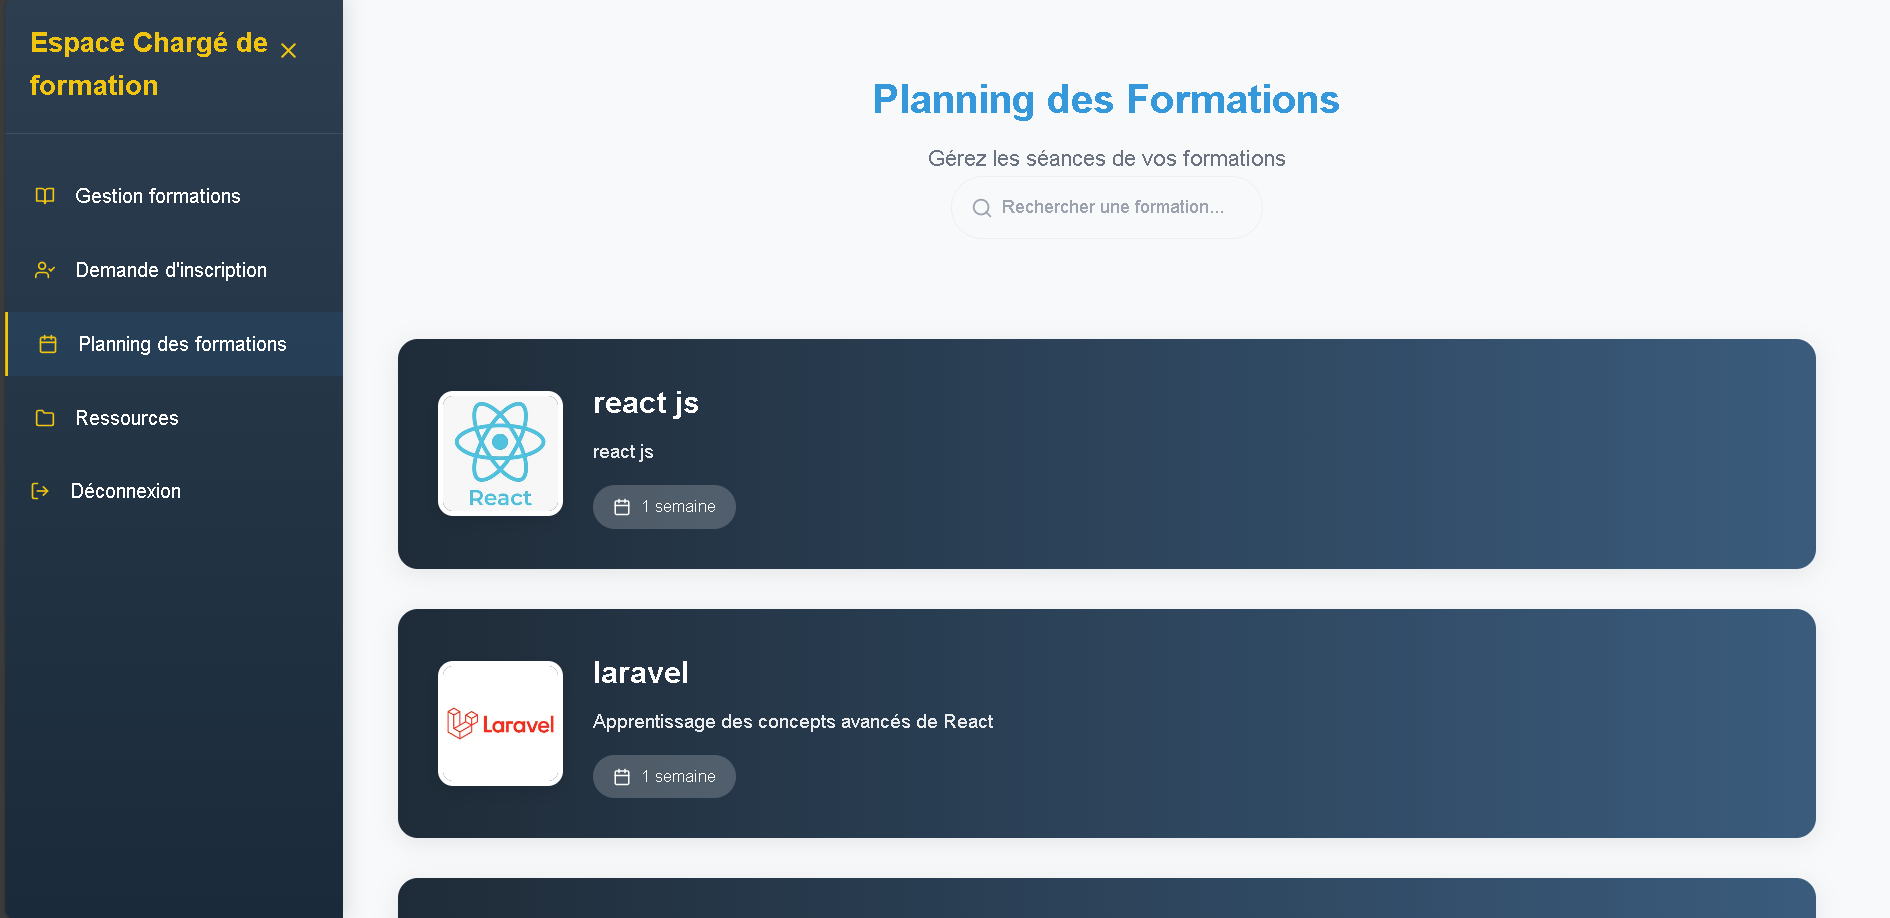 Espace Chargé de
formation
Gestion formations
Demande d'inscription
Planning des formations
Ressources
Déconnexion
Planning des Formations
Gérez les séances de vos formations
Rechercher une formation...
React
react js
react js
1 semaine
Laravel
laravel
Apprentissage des concepts avancés de React
1 semaine